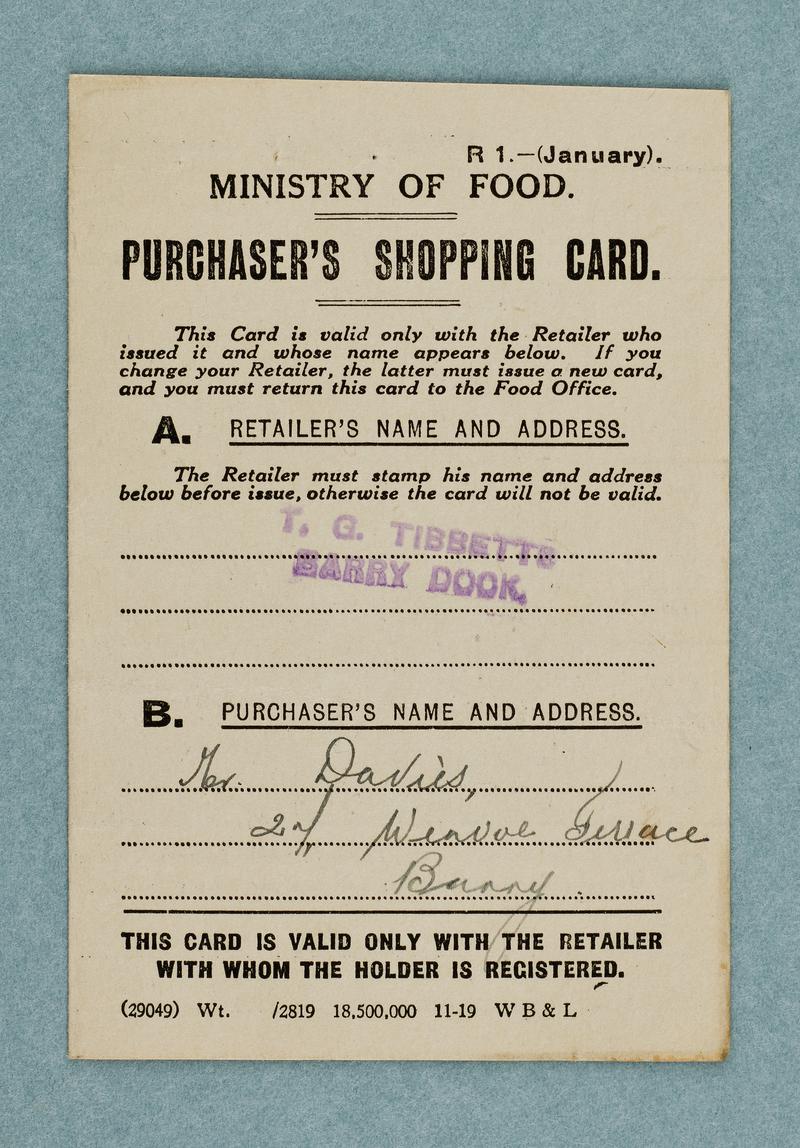 R 1.—(January).
MINISTRY OF FOOD.
PURCHASER'S SHOPPING CARD.
This Card is valid only with the Retailer who
issued it and whose name appears below. If you
change your Retailer, the latter must issue a new card,
and you must return this card to the Food Office.
A. RETAILER'S NAME AND ADDRESS.
The Retailer must stamp his name and address
below before issue, otherwise the card will not be valid.
T. G. TIBBETTS
BARRY DOCK.
B. PURCHASER'S NAME AND ADDRESS.
Mr. Davies,
27 Terrace
Barry.
THIS CARD IS VALID ONLY WITH THE RETAILER
WITH WHOM THE HOLDER IS REGISTERED.
(29049) Wt. /2819 18,500,000 11-19 W B & L